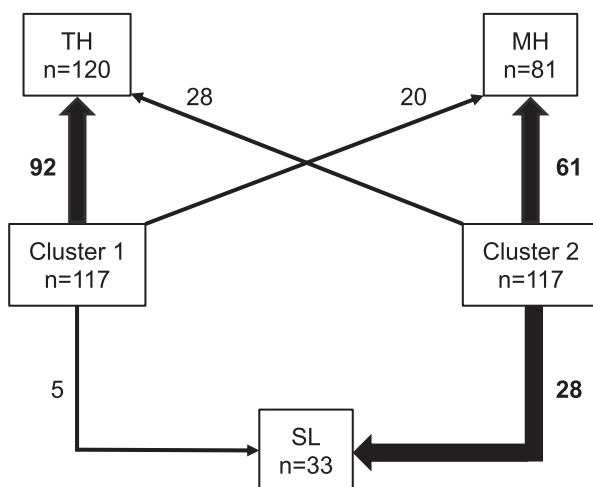 TH
n=120
MH
n=81
28
20
92
61
Cluster 1
n=117
Cluster 2
n=117
5
28
SL
n=33